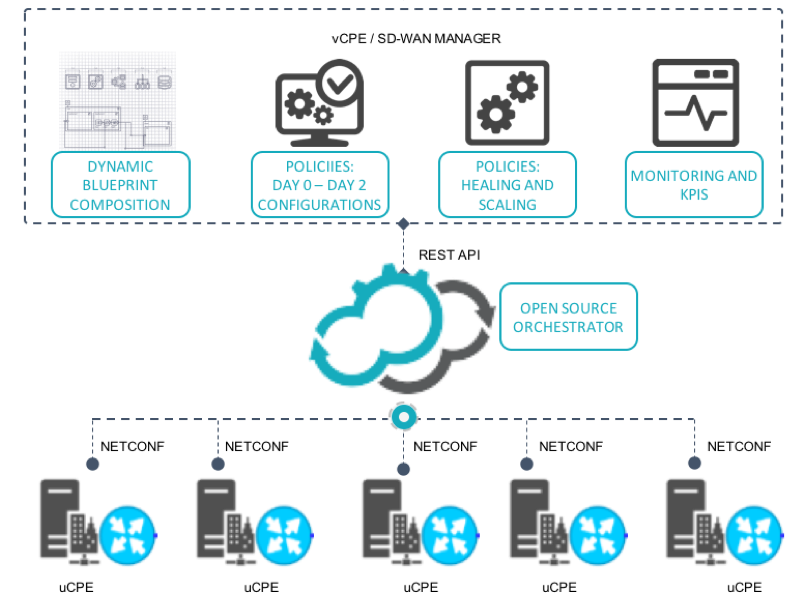 vCPE / SD-WAN MANAGER
DYNAMIC
BLUEPRINT
COMPOSITION
POLICIIES:
DAY 0 – DAY 2
CONFIGURATIONS
POLICIES:
HEALING AND
SCALING
MONITORING AND
KPIS
REST API
OPEN SOURCE
ORCHESTRATOR
NETCONF
NETCONF
NETCONF
NETCONF
NETCONF
uCPE
uCPE
uCPE
uCPE
uCPE